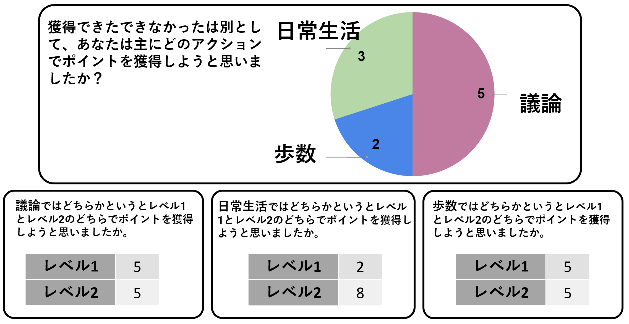 獲得できたできなかったは別とし
て、あなたは主にどのアクション
でポイントを獲得しようと思いま
したか？
日常生活
3
5
議論
2
歩数
議論ではどちらかというとレベル1
とレベル2のどちらでポイントを獲得
しようと思いましたか。
レベル1 5
レベル2 5
日常生活ではどちらかというとレベル
1とレベル2のどちらでポイントを獲得
しようと思いましたか。
レベル1 2
レベル2 8
歩数ではどちらかというとレベル1
とレベル2のどちらでポイントを獲得
しようと思いましたか。
レベル1 5
レベル2 5